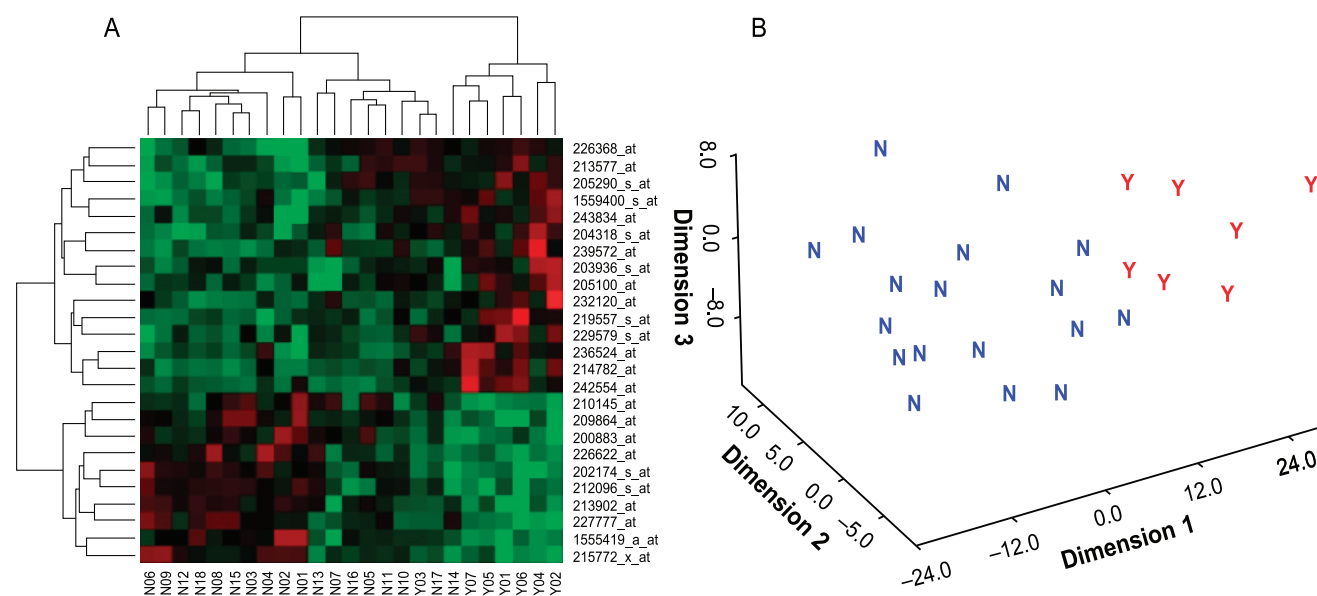 A
226368_at
213577_at
205290_s_at
1559400_s_at
243834_at
204318_s_at
239572_at
203936_s_at
205100_at
232120_at
219557_s_at
229579_s_at
236524_at
214782_at
242554_at
210145_at
209864_at
200883_at
226622_at
202174_s_at
212096_s_at
213902_at
227777_at
1555419_a_at
215772_x_at
N06 N09 N12 N18 N08 N15 N03 N04 N02 N01 N13 N07 N16 N05 N11 N10 Y03 N17 N14 Y07 Y05 Y01 Y06 Y04 Y02
B
8.0
0.0
–8.0
Dimension 3
10.0
5.0
0.0
–5.0
Dimension 2
–24.0
–12.0
0.0
12.0
24.0
Dimension 1
N
N
Y
Y
Y
N
Y
N
N
N
Y
Y
N
N
N
Y
N
N
N
N
N
N
N
N
N
N